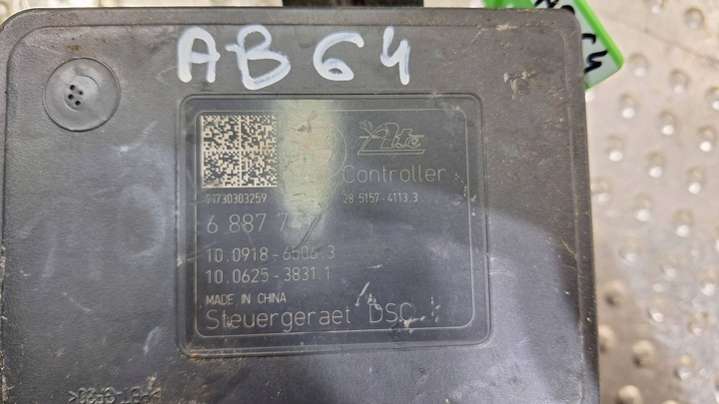 AB64
Ate
Controller
01730303259 28.5157-4113.3
6 887
10.0918-6506.3
10.0625-3831.1
MADE IN CHINA
Steuergeraet DSC